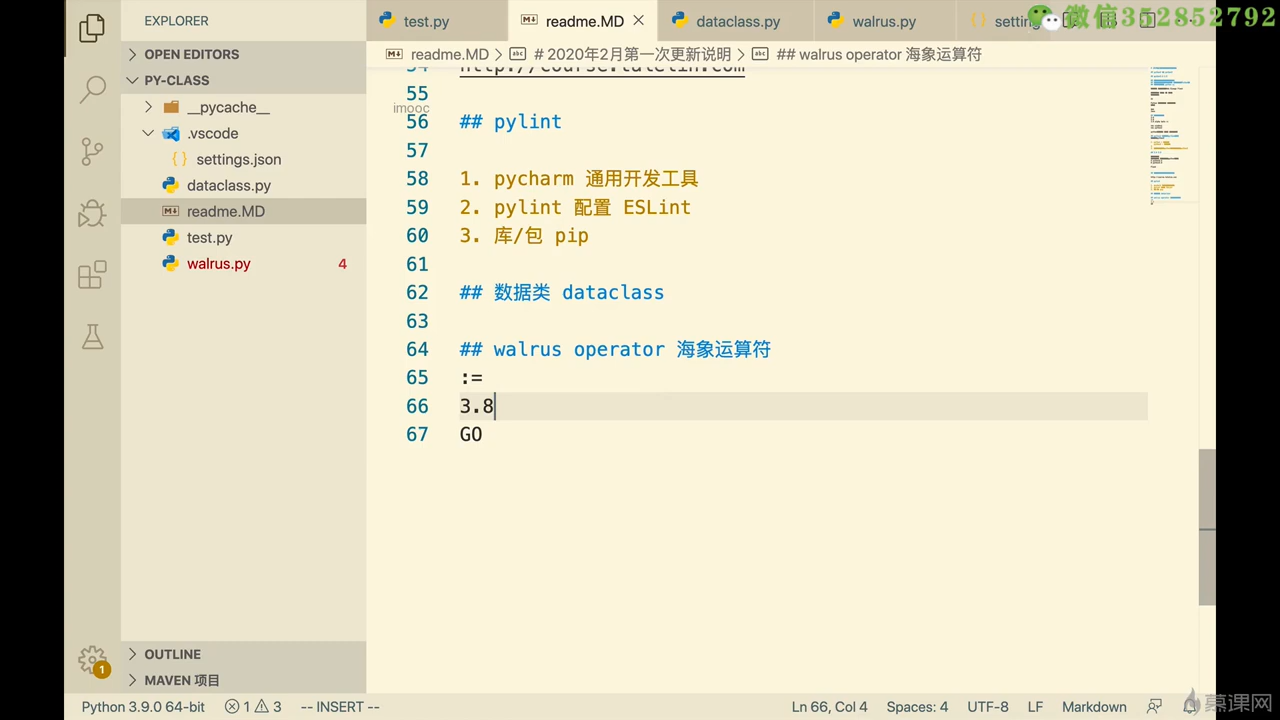 EXPLORER
test.py
readme.MD
dataclass.py
walrus.py
微信352852792
OPEN EDITORS
readme.MD > # 2020年2月第一次更新说明 > ## walrus operator 海象运算符
PY-CLASS
__pycache__
.vscode
settings.json
dataclass.py
readme.MD
test.py
walrus.py 4
imooc
55
56 ## pylint
57
58 1. pycharm 通用开发工具
59 2. pylint 配置 ESLint
60 3. 库/包 pip
61
62 ## 数据类 dataclass
63
64 ## walrus operator 海象运算符
65 :=
66 3.8
67 GO
OUTLINE
MAVEN 项目
1
Python 3.9.0 64-bit
1
3
-- INSERT --
Ln 66, Col 4
Spaces: 4
UTF-8
LF
Markdown
慕课网